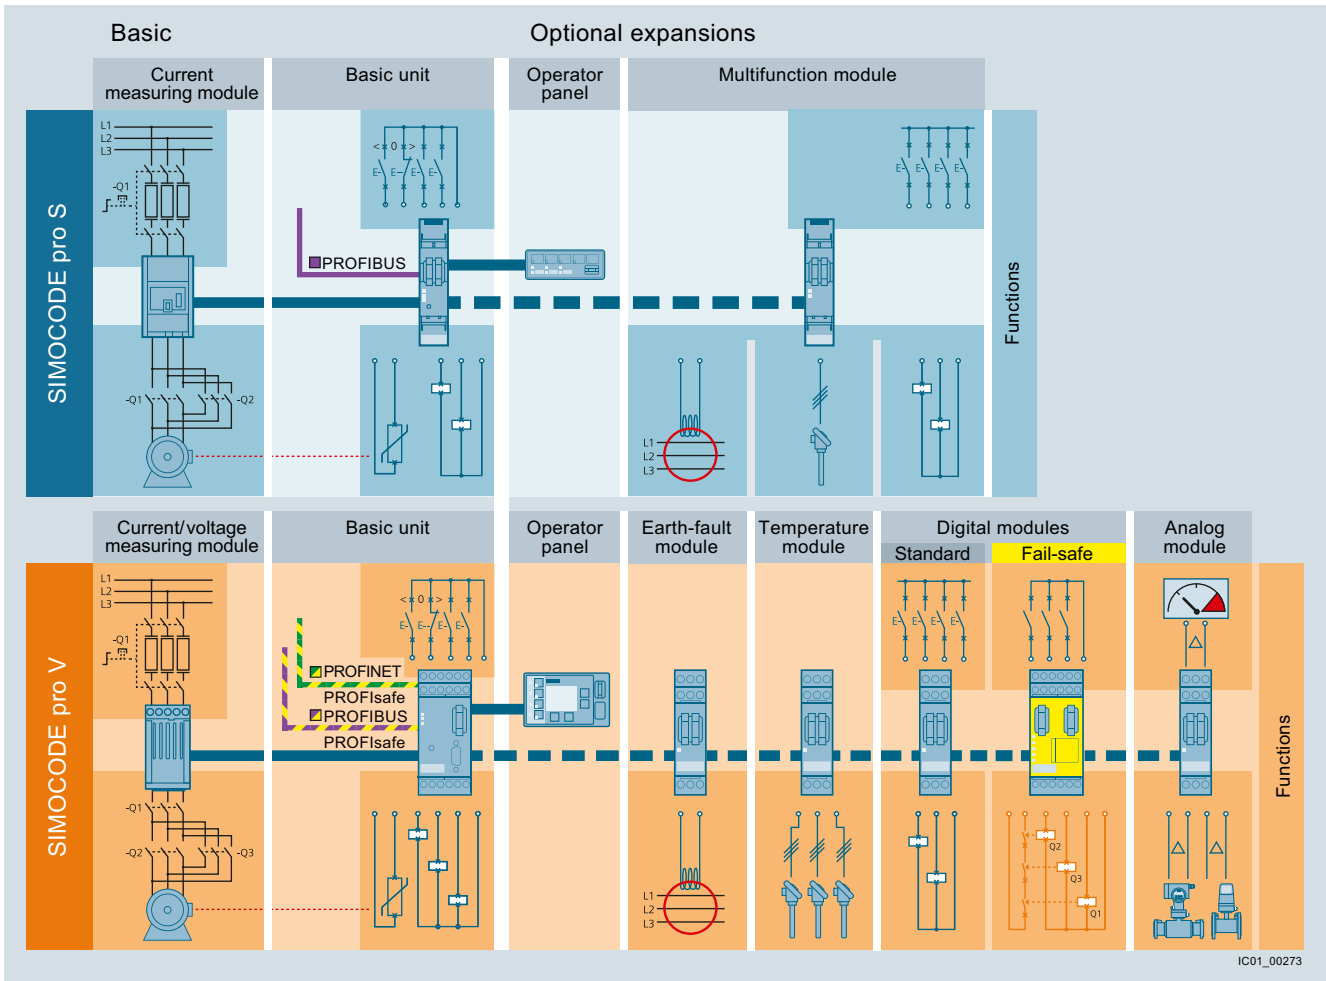 Basic
Optional expansions
Current
measuring module
Basic unit
Operator
panel
Multifunction module
SIMOCODE pro S
L1
L2
L3
-Q1
< 0 >
E- E- E- E-
E- E- E- E-
PROFIBUS
Functions
-Q1
-Q2
L1
L2
L3
Current/voltage
measuring module
Basic unit
Operator
panel
Earth-fault
module
Temperature
module
Digital modules
Standard
Fail-safe
Analog
module
SIMOCODE pro V
L1
L2
L3
-Q1
< 0 >
E- E-- E- E-
E- E- E- E-
PROFINET
PROFIsafe
PROFIBUS
PROFIsafe
Functions
-Q1
-Q2
-Q3
L1
L2
L3
Q2
Q3
Q1
IC01_00273